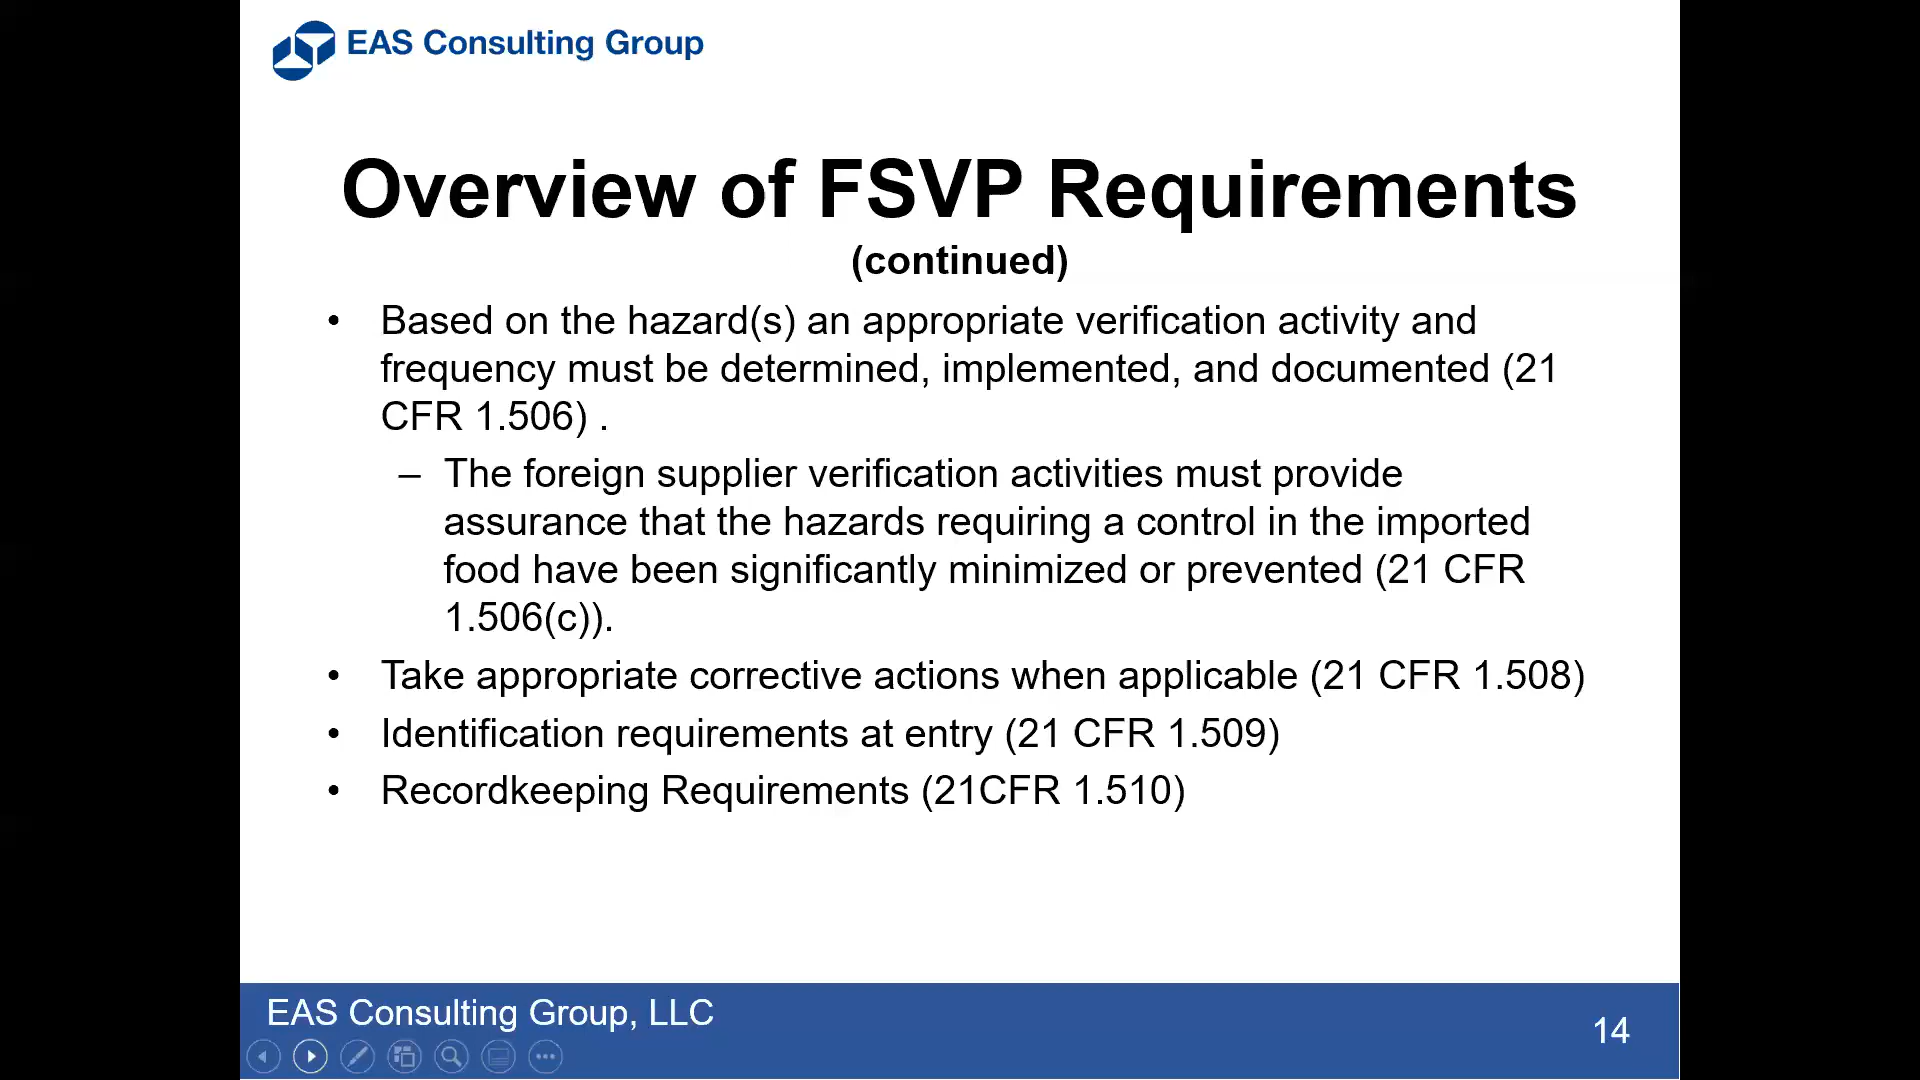 EAS Consulting Group
Overview of FSVP Requirements
(continued)
• Based on the hazard(s) an appropriate verification activity and
frequency must be determined, implemented, and documented (21
CFR 1.506) .
– The foreign supplier verification activities must provide
assurance that the hazards requiring a control in the imported
food have been significantly minimized or prevented (21 CFR
1.506(c)).
• Take appropriate corrective actions when applicable (21 CFR 1.508)
• Identification requirements at entry (21 CFR 1.509)
• Recordkeeping Requirements (21CFR 1.510)
EAS Consulting Group, LLC
14